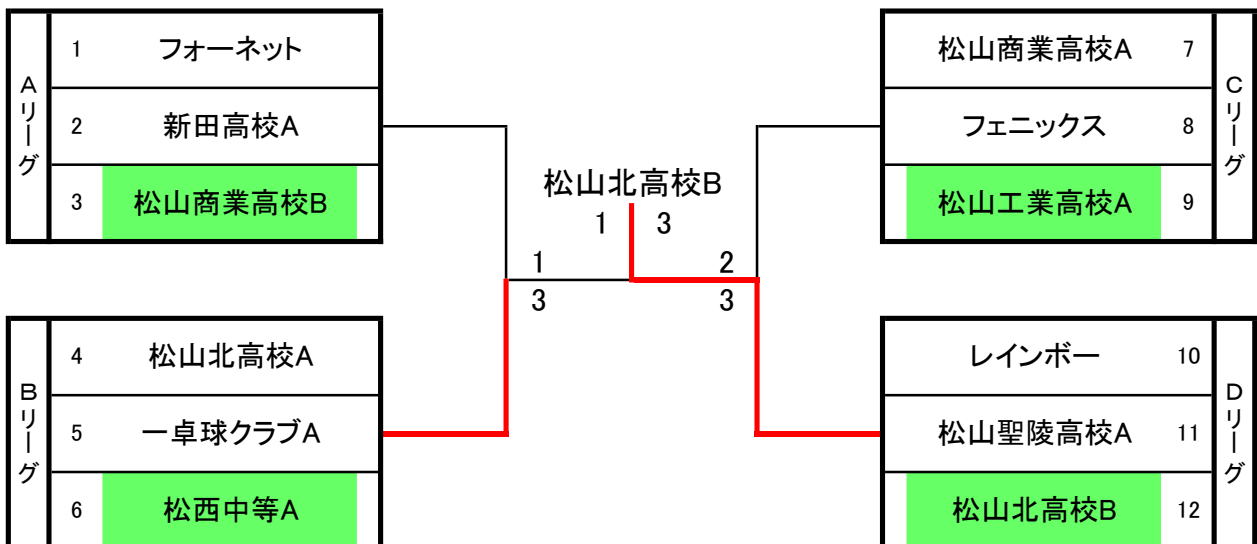 Aリーグ
1 フォーネット
2 新田高校A
3 松山商業高校B
Bリーグ
4 松山北高校A
5 一卓球クラブA
6 松西中等A
松山北高校B
1 3
1
3
2
3
Cリーグ
松山商業高校A 7
フェニックス 8
松山工業高校A 9
Dリーグ
レインボー 10
松山聖陵高校A 11
松山北高校B 12